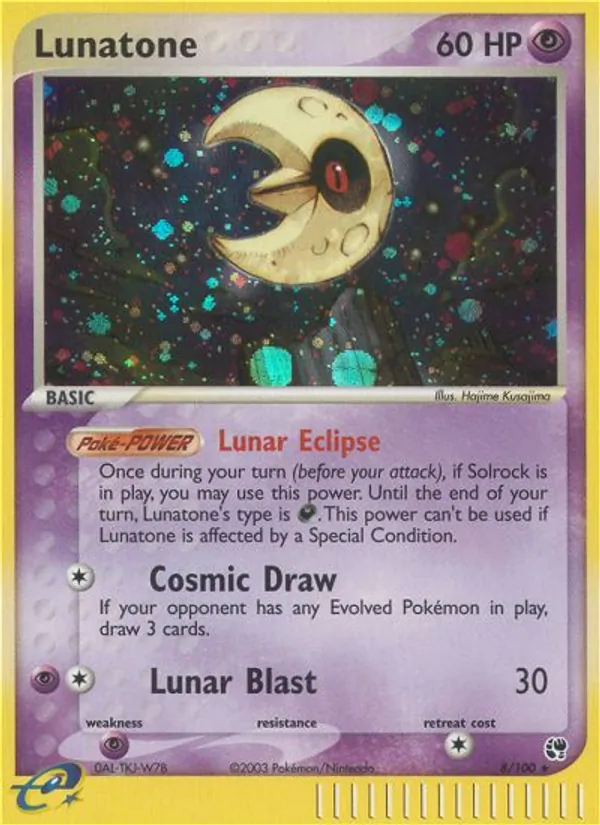 Lunatone
60 HP
BASIC
Illus. Hajime Kusajima
Poké-POWER Lunar Eclipse
Once during your turn (before your attack), if Solrock is
in play, you may use this power. Until the end of your
turn, Lunatone's type is . This power can't be used if
Lunatone is affected by a Special Condition.
Cosmic Draw
If your opponent has any Evolved Pokémon in play,
draw 3 cards.
Lunar Blast 30
weakness resistance retreat cost
0AL-TKJ-W7B ©2003 Pokémon/Nintendo 8/100 ★
e